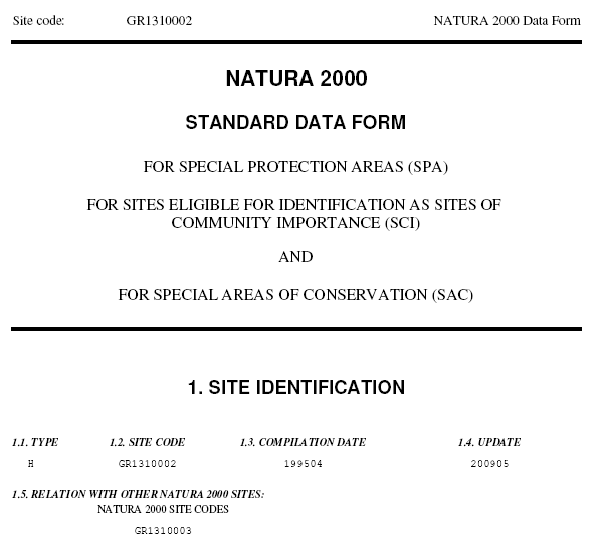 Site code: GR1310002 NATURA 2000 Data Form
NATURA 2000
STANDARD DATA FORM
FOR SPECIAL PROTECTION AREAS (SPA)
FOR SITES ELIGIBLE FOR IDENTIFICATION AS SITES OF
COMMUNITY IMPORTANCE (SCI)
AND
FOR SPECIAL AREAS OF CONSERVATION (SAC)
1. SITE IDENTIFICATION
1.1. TYPE 1.2. SITE CODE 1.3. COMPILATION DATE 1.4. UPDATE
H GR1310002 199504 200905
1.5. RELATION WITH OTHER NATURA 2000 SITES:
NATURA 2000 SITE CODES
GR1310003